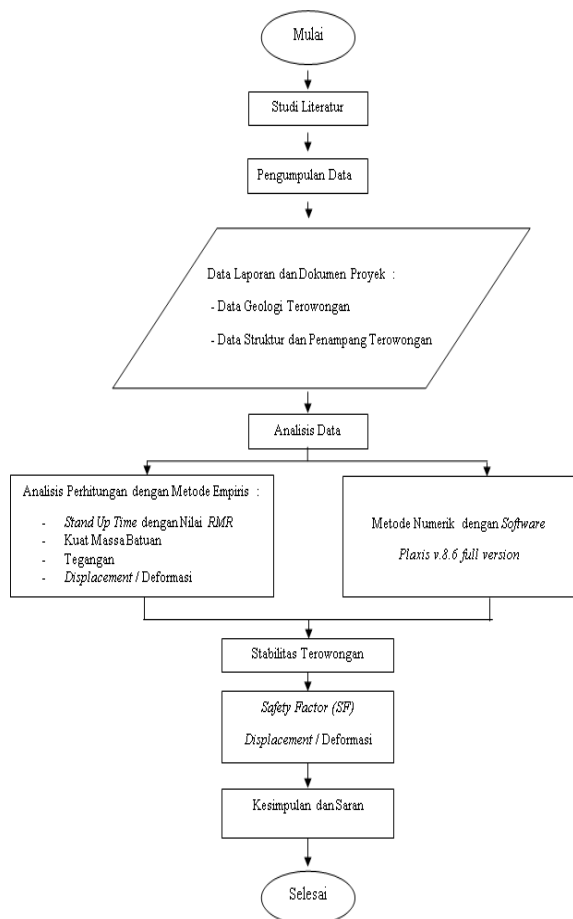 Mulai
Studi Literatur
Pengumpulan Data
Data Laporan dan Dokumen Proyek :
- Data Geologi Terowongan
- Data Struktur dan Penampang Terowongan
Analisis Data
Analisis Perhitungan dengan Metode Empiris :
- Stand Up Time dengan Nilai RMR
- Kuat Massa Batuan
- Tegangan
- Displacement / Deformasi
Metode Numerik dengan Software
Plaxis v.8.6 full version
Stabilitas Terowongan
Safety Factor (SF)
Displacement / Deformasi
Kesimpulan dan Saran
Selesai